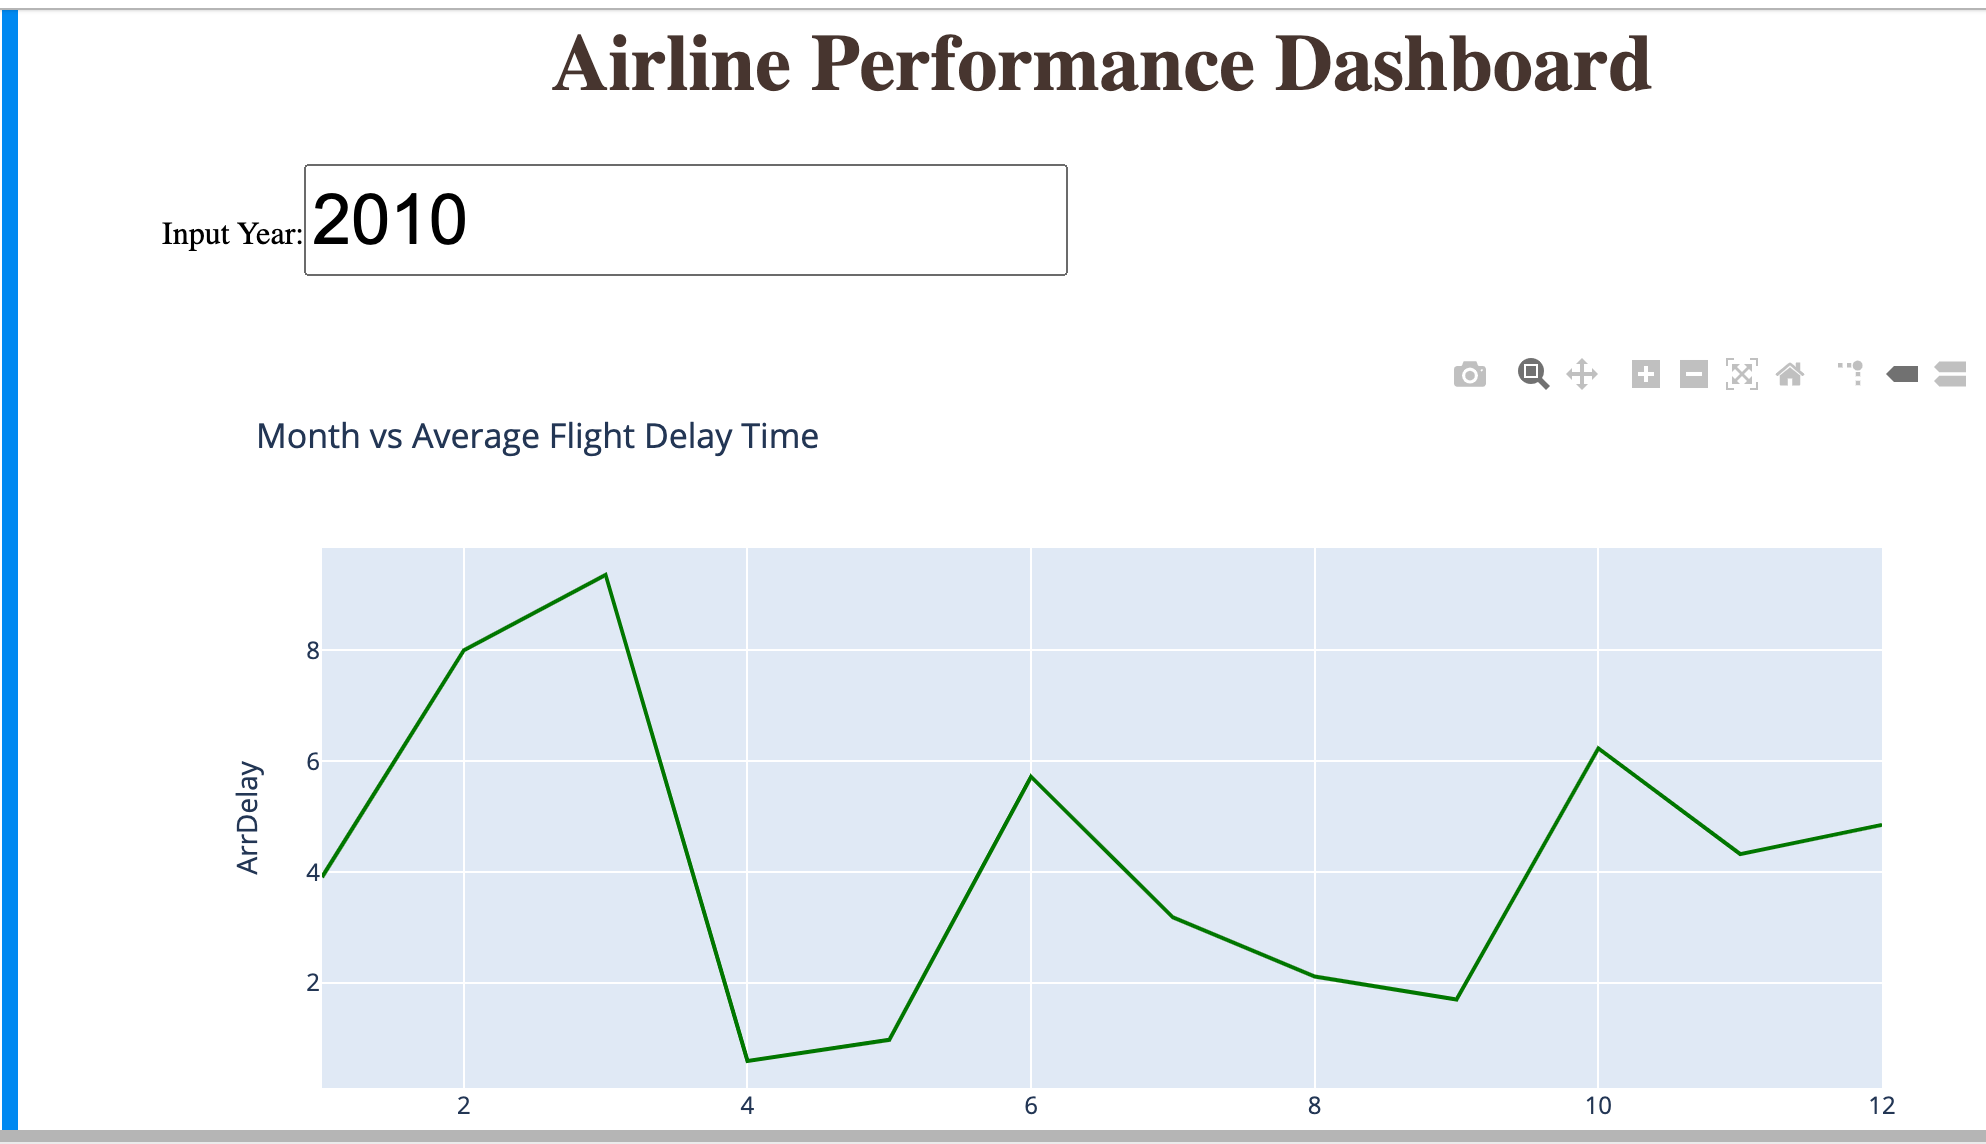 Airline Performance Dashboard
Input Year: 2010
Month vs Average Flight Delay Time
8
6
ArrDelay
4
2
2 4 6 8 10 12